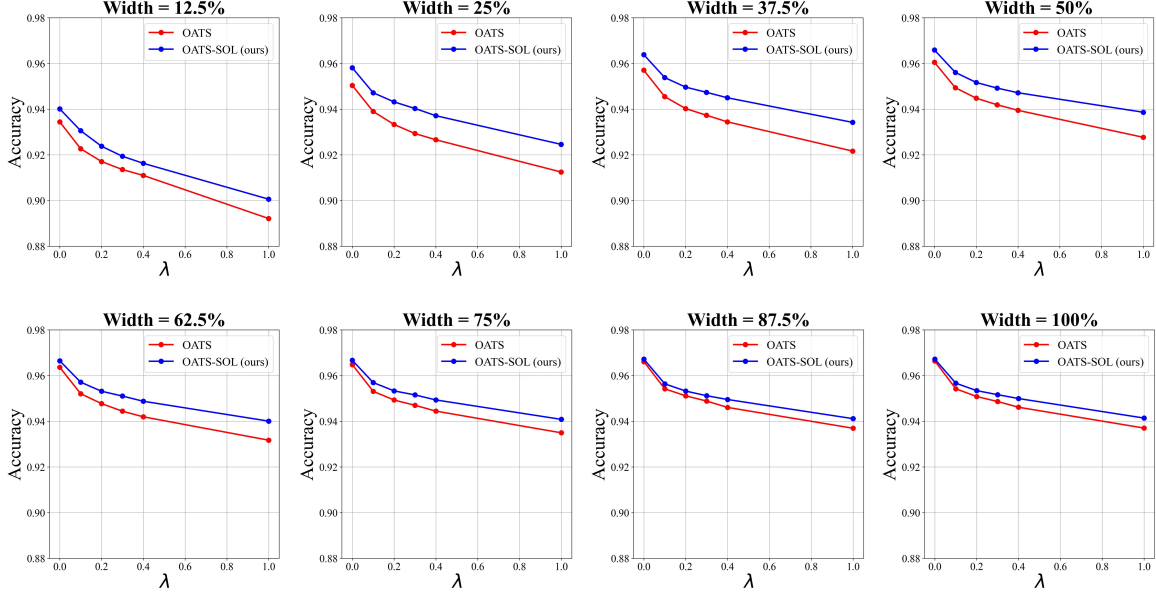 Width = 12.5%
0.98
0.96
0.94
0.92
0.90
0.88
Accuracy
OATS
OATS-SOL (ours)
0.0 0.2 0.4 0.6 0.8 1.0
λ
Width = 25%
0.98
0.96
0.94
0.92
0.90
0.88
Accuracy
OATS
OATS-SOL (ours)
0.0 0.2 0.4 0.6 0.8 1.0
λ
Width = 37.5%
0.98
0.96
0.94
0.92
0.90
0.88
Accuracy
OATS
OATS-SOL (ours)
0.0 0.2 0.4 0.6 0.8 1.0
λ
Width = 50%
0.98
0.96
0.94
0.92
0.90
0.88
Accuracy
OATS
OATS-SOL (ours)
0.0 0.2 0.4 0.6 0.8 1.0
λ
Width = 62.5%
0.98
0.96
0.94
0.92
0.90
0.88
Accuracy
OATS
OATS-SOL (ours)
0.0 0.2 0.4 0.6 0.8 1.0
λ
Width = 75%
0.98
0.96
0.94
0.92
0.90
0.88
Accuracy
OATS
OATS-SOL (ours)
0.0 0.2 0.4 0.6 0.8 1.0
λ
Width = 87.5%
0.98
0.96
0.94
0.92
0.90
0.88
Accuracy
OATS
OATS-SOL (ours)
0.0 0.2 0.4 0.6 0.8 1.0
λ
Width = 100%
0.98
0.96
0.94
0.92
0.90
0.88
Accuracy
OATS
OATS-SOL (ours)
0.0 0.2 0.4 0.6 0.8 1.0
λ